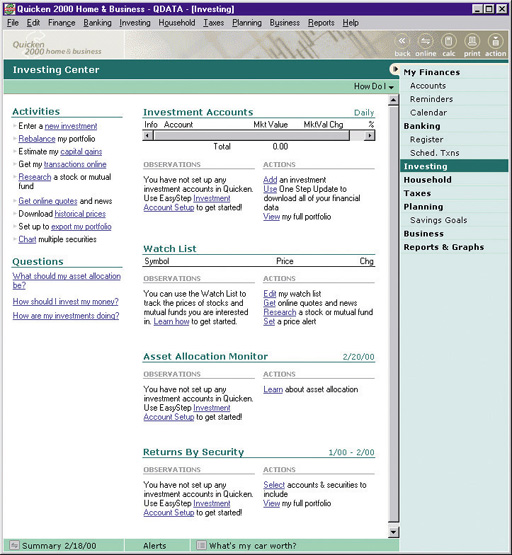 Quicken 2000 Home & Business - QDATA - [Investing]
File Edit Finance Banking Investing Household Taxes Planning Business Reports Help
Quicken
2000 home & business
back online calc print action
Investing Center
How Do I
Activities
Enter a new investment
Rebalance my portfolio
Estimate my capital gains
Get my transactions online
Research a stock or mutual
fund
Get online quotes and news
Download historical prices
Set up to export my portfolio
Chart multiple securities
Questions
What should my asset allocation
be?
How should I invest my money?
How are my investments doing?
Investment Accounts Daily
Info Account Mkt Value MktVal Chg %
Total 0.00
OBSERVATIONS
You have not set up any
investment accounts in Quicken.
Use EasyStep Investment
Account Setup to get started!
ACTIONS
Add an investment
Use One Step Update to
download all of your financial
data
View my full portfolio
Watch List
Symbol Price Chg
OBSERVATIONS
You can use the Watch List to
track the prices of stocks and
mutual funds you are interested
in. Learn how to get started.
ACTIONS
Edit my watch list
Get online quotes and news
Research a stock or mutual fund
Set a price alert
Asset Allocation Monitor 2/20/00
OBSERVATIONS
You have not set up any
investment accounts in Quicken.
Use EasyStep Investment
Account Setup to get started!
ACTIONS
Learn about asset allocation
Returns By Security 1/00 - 2/00
OBSERVATIONS
You have not set up any
investment accounts in Quicken.
Use EasyStep Investment
Account Setup to get started!
ACTIONS
Select accounts & securities to
include
View my full portfolio
My Finances
Accounts
Reminders
Calendar
Banking
Register
Sched. Txns
Investing
Household
Taxes
Planning
Savings Goals
Business
Reports & Graphs
Summary 2/18/00 Alerts What's my car worth?